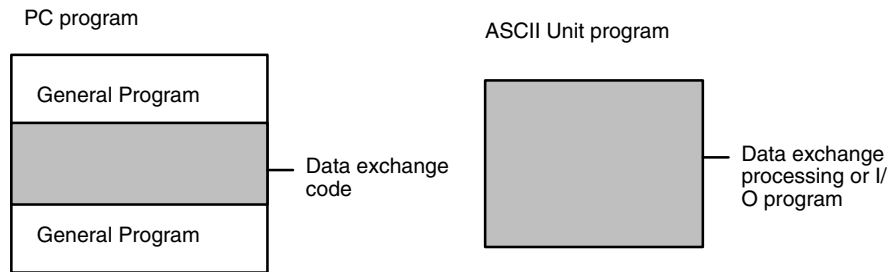 PC program
General Program
Data exchange
code
General Program
ASCII Unit program
Data exchange
processing or I/
O program